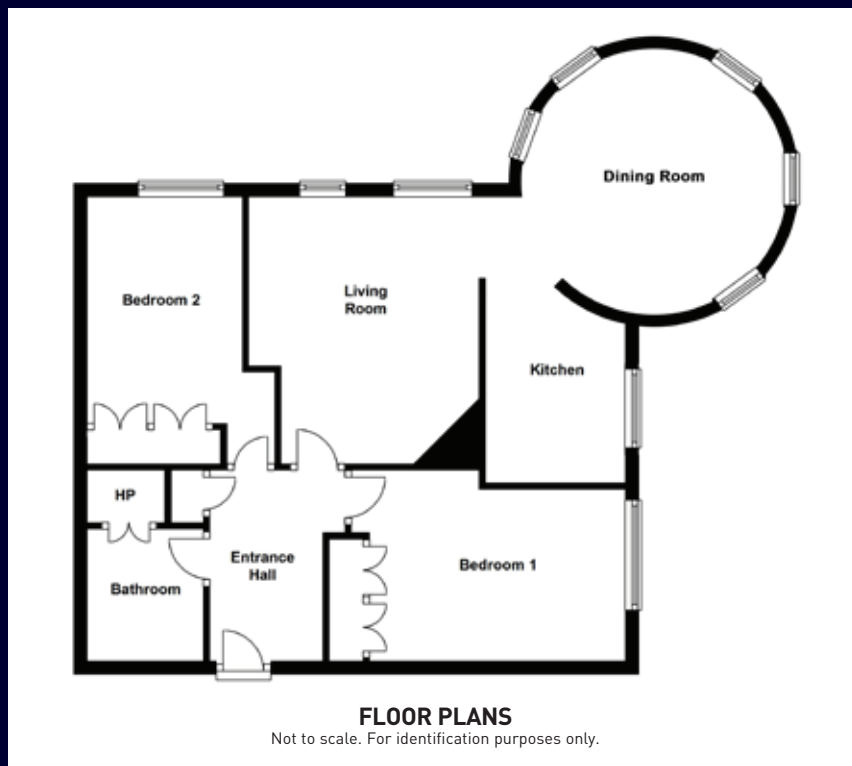 Dining Room
Bedroom 2
Living
Room
Kitchen
HP
Entrance
Hall
Bathroom
Bedroom 1
FLOOR PLANS
Not to scale. For identification purposes only.